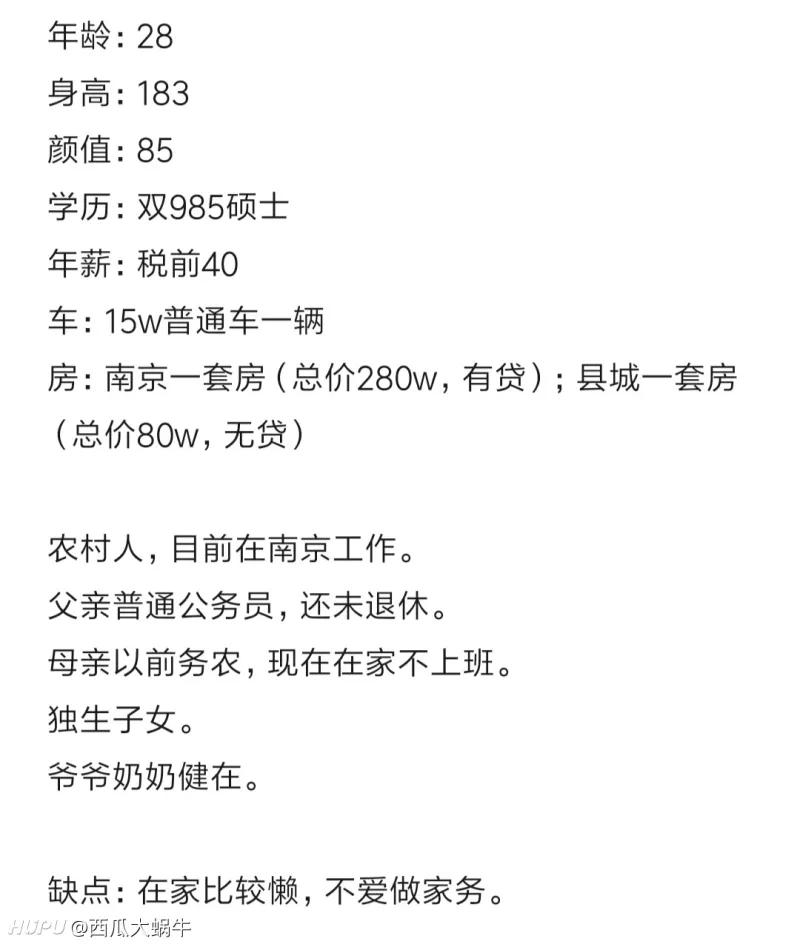 年龄：28
身高：183
颜值：85
学历：双985硕士
年薪：税前40
车：15w普通车一辆
房：南京一套房（总价280w，有贷）；县城一套房
（总价80w，无贷）
农村人，目前在南京工作。
父亲普通公务员，还未退休。
母亲以前务农，现在在家不上班。
独生子女。
爷爷奶奶健在。
缺点：在家比较懒，不爱做家务。
HUPU @西瓜大蜗牛